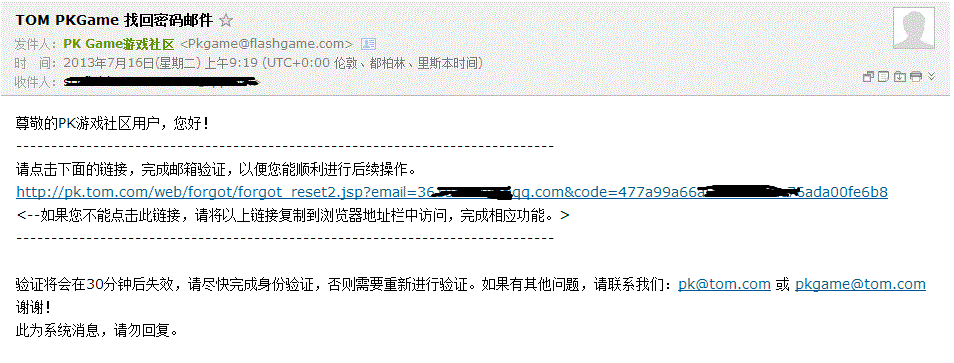 TOM PKGame 找回密码邮件
发件人：PK Game游戏社区 <Pkgame@flashgame.com>
时 间：2013年7月16日(星期二) 上午9:19 (UTC+0:00 伦敦、都柏林、里斯本时间)
收件人：
尊敬的PK游戏社区用户，您好！
-----------------------------------------------------------------------------
请点击下面的链接，完成邮箱验证，以便您能顺利进行后续操作。
http://pk.tom.com/web/forgot/forgot_reset2.jsp?email=36 qq.com&code=477a99a66a 76ada00fe6b8
<--如果您不能点击此链接，请将以上链接复制到浏览器地址栏中访问，完成相应功能。>
-----------------------------------------------------------------------------
验证将会在30分钟后失效，请尽快完成身份验证，否则需要重新进行验证。如果有其他问题，请联系我们：pk@tom.com 或 pkgame@tom.com
谢谢！
此为系统消息，请勿回复。